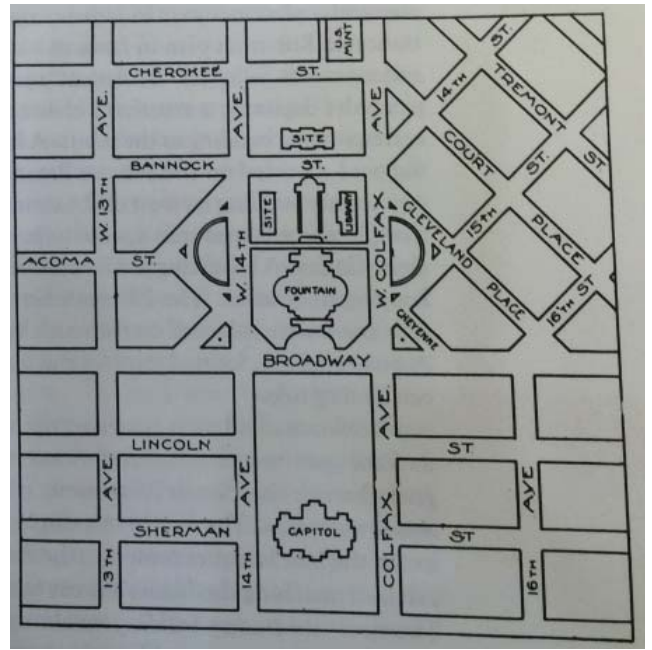 U.S. MINT
ST.
CHEROKEE ST.
14TH
TREMONT
ST
AVE.
AVE.
AVE
SITE
COURT
ST.
BANNOCK ST.
W. 13TH
SITE
LIBRARY
CLEVELAND
15TH
PLACE
ACOMA ST.
W. 14TH
FOUNTAIN
W. COLFAX
PLACE
16TH ST
CHEYENNE
BROADWAY
LINCOLN ST.
AVE.
AVE.
AVE.
AVE
SHERMAN ST
CAPITOL
13TH
14TH
COLFAX
16TH